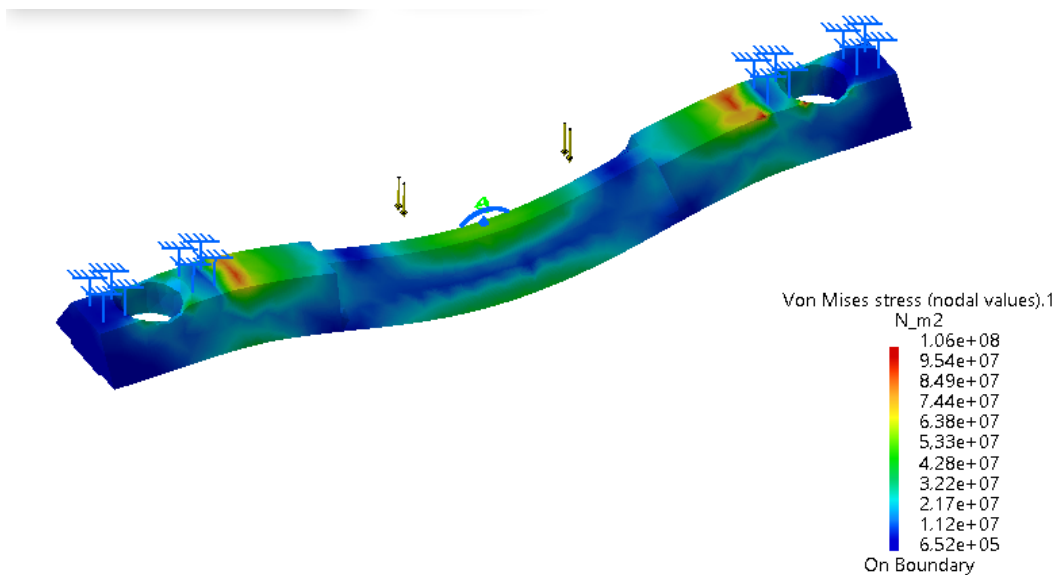 Von Mises stress (nodal values).1
N_m2
1.06e+08
9.54e+07
8.49e+07
7.44e+07
6.38e+07
5.33e+07
4.28e+07
3.22e+07
2.17e+07
1.12e+07
6.52e+05
On Boundary